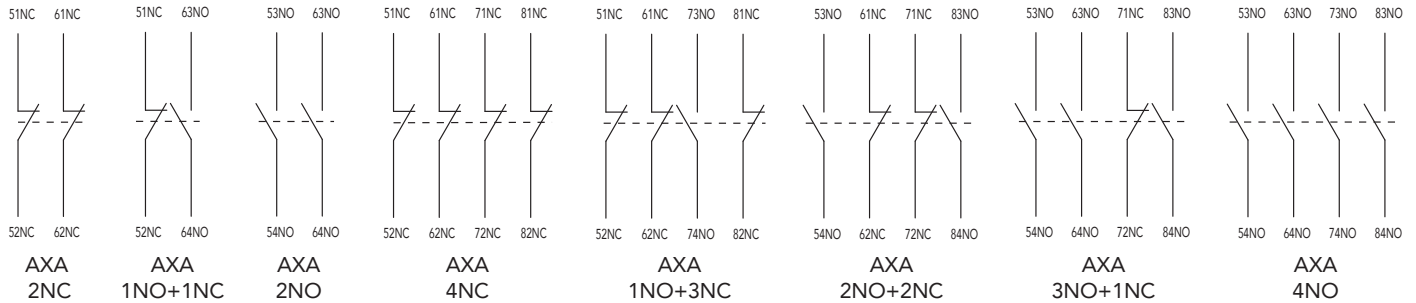 51NC 61NC 51NC 63NO 53NO 63NO 51NC 61NC 71NC 81NC 51NC 61NC 73NO 81NC 53NO 61NC 71NC 83NO 53NO 63NO 71NC 83NO 53NO 63NO 73NO 83NO
52NC 62NC 52NC 64NO 54NO 64NO 52NC 62NC 72NC 82NC 52NC 62NC 74NO 82NC 54NO 62NC 72NC 84NO 54NO 64NO 72NC 84NO 54NO 64NO 74NO 84NO
AXA AXA AXA AXA AXA AXA AXA AXA
2NC 1NO+1NC 2NO 4NC 1NO+3NC 2NO+2NC 3NO+1NC 4NO